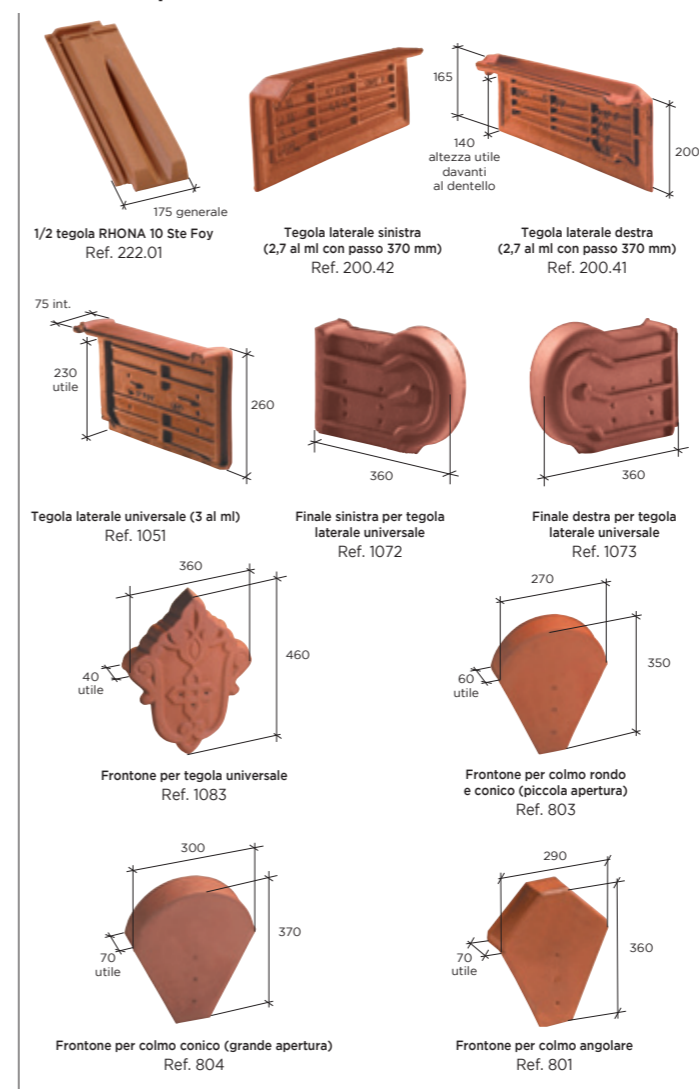 175 generale
1/2 tegola RHONA 10 Ste Foy
Ref. 222.01
Tegola laterale sinistra
(2,7 al ml con passo 370 mm)
Ref. 200.42
165
140
altezza utile
davanti
al dentello
200
Tegola laterale destra
(2,7 al ml con passo 370 mm)
Ref. 200.41
75 int.
230
utile
260
Tegola laterale universale (3 al ml)
Ref. 1051
360
Finale sinistra per tegola
laterale universale
Ref. 1072
360
Finale destra per tegola
laterale universale
Ref. 1073
360
460
40
utile
Frontone per tegola universale
Ref. 1083
270
350
60
utile
Frontone per colmo rondo
e conico (piccola apertura)
Ref. 803
300
370
70
utile
Frontone per colmo conico (grande apertura)
Ref. 804
290
360
70
utile
Frontone per colmo angolare
Ref. 801